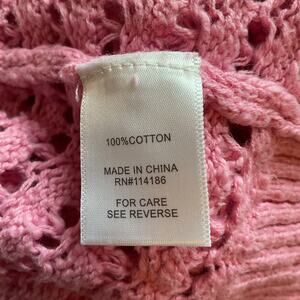 100%COTTON
MADE IN CHINA
RN#114186
FOR CARE
SEE REVERSE